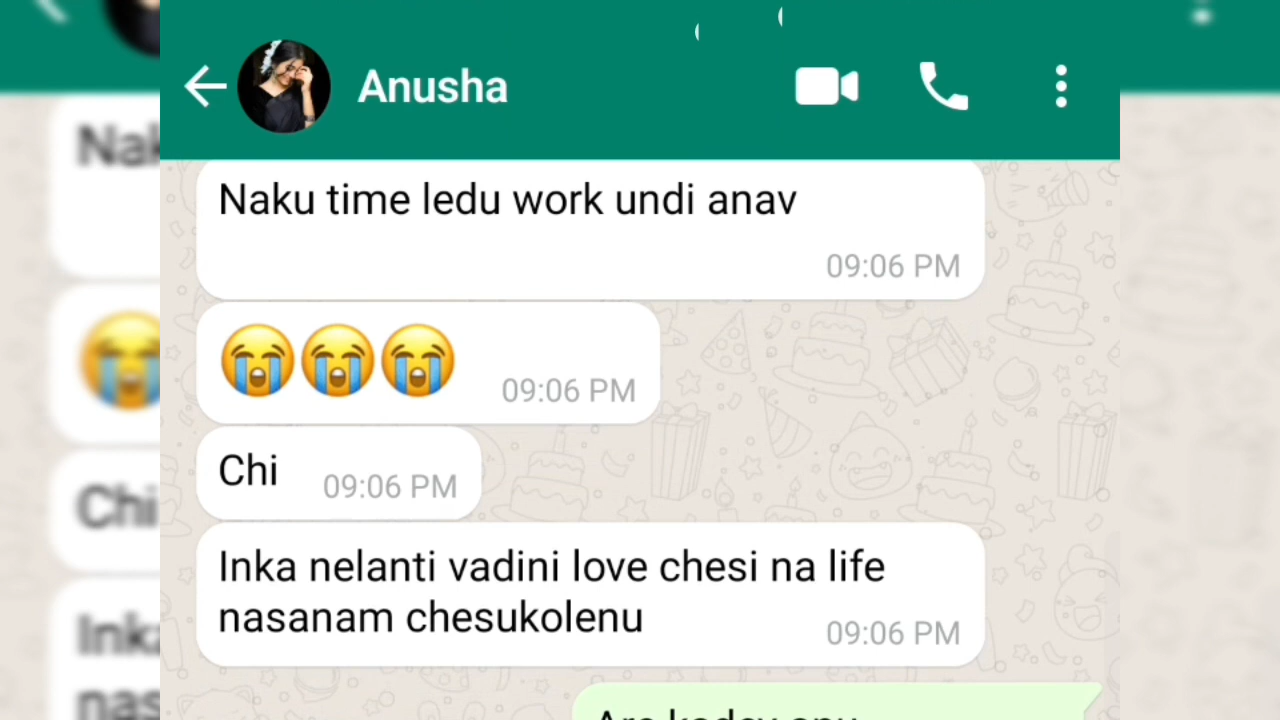 Anusha
Naku time ledu work undi anav
09:06 PM
😭😭😭 09:06 PM
Chi 09:06 PM
Inka nelanti vadini love chesi na life
nasanam chesukolenu 09:06 PM